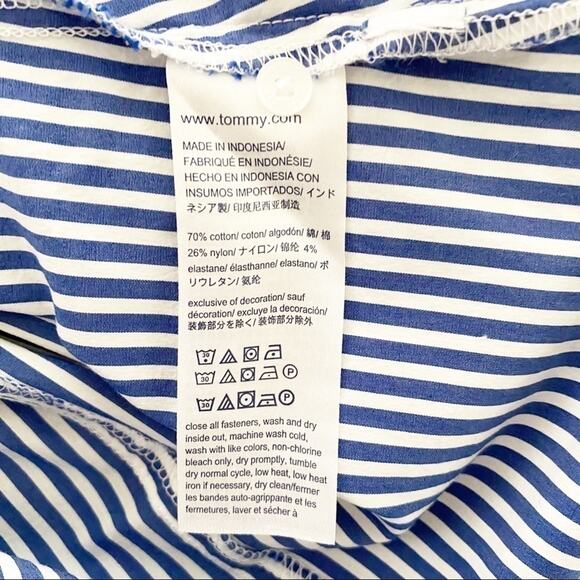 www.tommy.com
MADE IN INDONESIA/
FABRIQUÉ EN INDONÉSIE/
HECHO EN INDONESIA CON
INSUMOS IMPORTADOS/ インド
ネシア製/ 印度尼西亚制造
70% cotton/ coton/ algodón/ 綿/ 棉
26% nylon/ ナイロン/ 锦纶 4%
elastane/ élasthanne/ elastano/ ポ
リウレタン/ 氨纶
exclusive of decoration/ sauf
décoration/ excluye la decoración/
装飾部分を除く/ 装饰部分除外
30
30 P
30 P
close all fasteners, wash and dry
inside out, machine wash cold,
wash with like colors, non-chlorine
bleach only, dry promptly, tumble
dry normal cycle, low heat, low heat
iron if needed, dry clean/fermer
les bandes auto-agrippante et les
fermetures, laver et sécher à